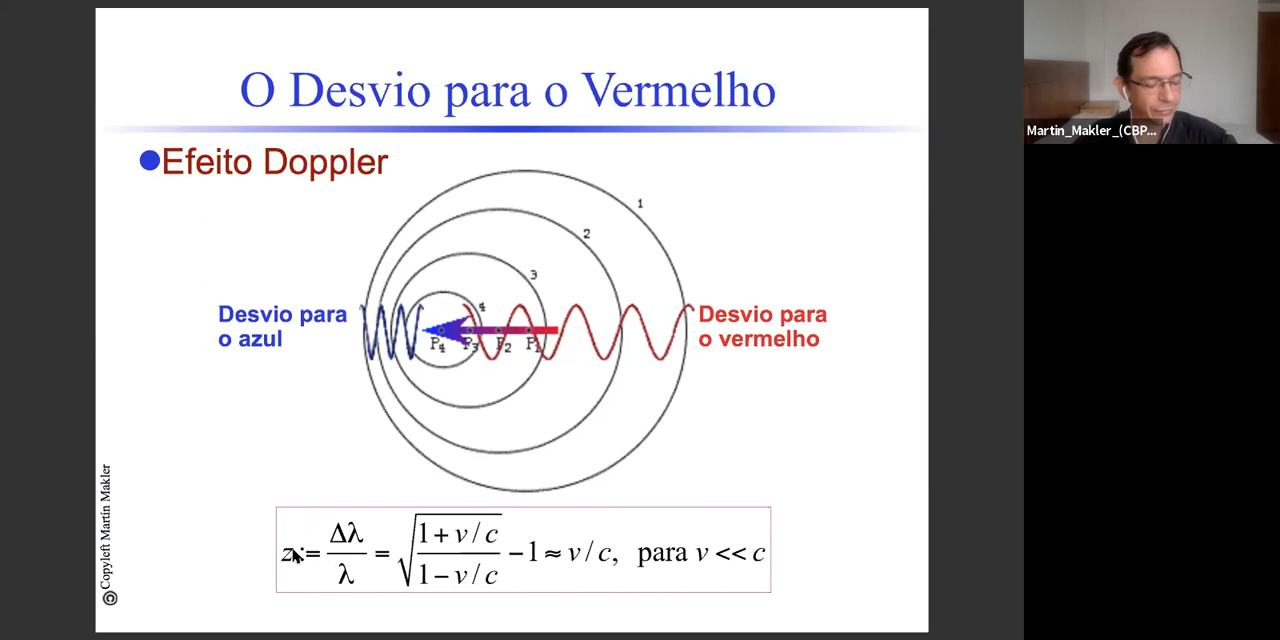 O Desvio para o Vermelho
Efeito Doppler
1
2
3
4
Desvio para
o azul
Desvio para
o vermelho
P4 P3 P2 P1
z := Δλ/λ = √((1 + v / c)/(1 − v / c)) − 1 ≈ v / c, para v << c
© Copyleft Martín Makler
Martin_Makler_(CBP...